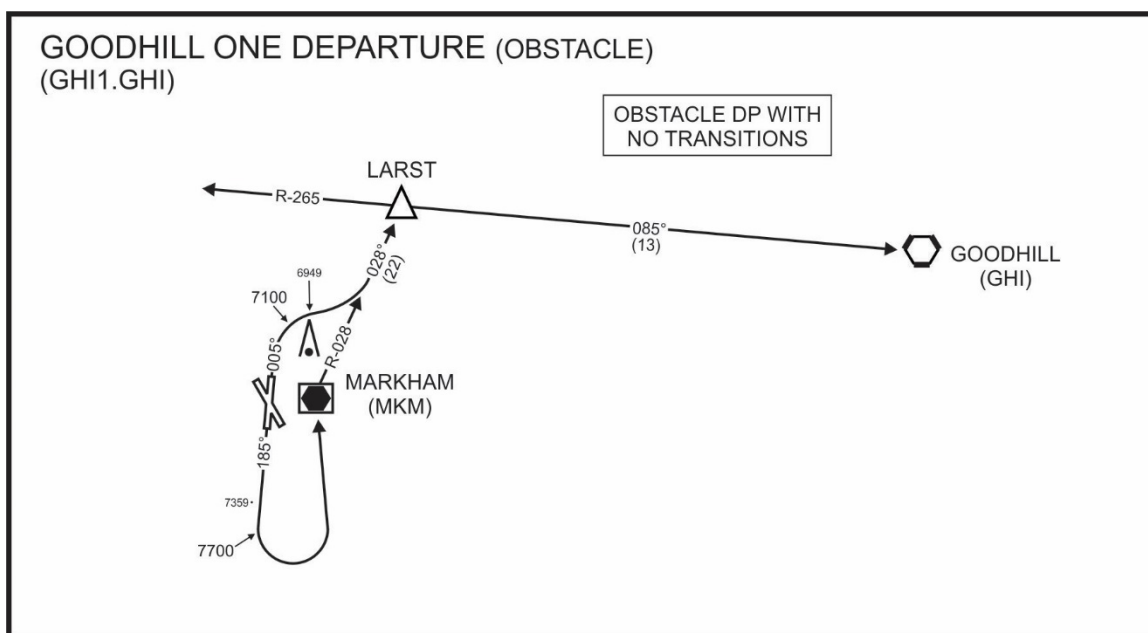 GOODHILL ONE DEPARTURE (OBSTACLE)
(GHI1.GHI)
OBSTACLE DP WITH
NO TRANSITIONS
LARST
R-265
085°
(13)
GOODHILL
(GHI)
028°
(22)
6949
7100
005°
R-028
MARKHAM
(MKM)
185°
7359
7700